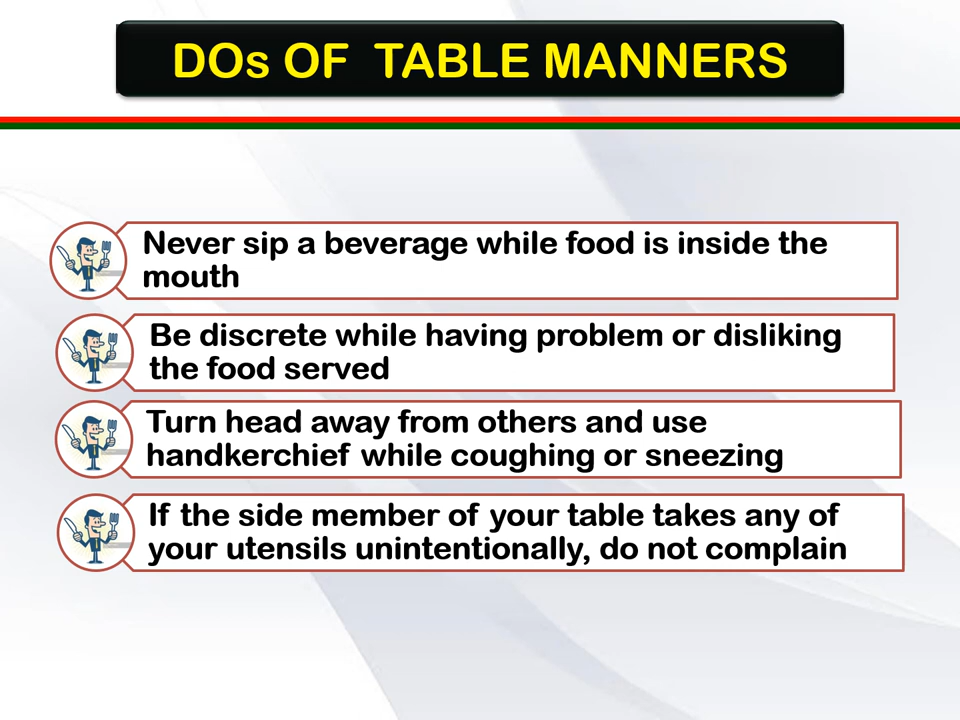 DOs OF TABLE MANNERS
Never sip a beverage while food is inside the
mouth
Be discrete while having problem or disliking
the food served
Turn head away from others and use
handkerchief while coughing or sneezing
If the side member of your table takes any of
your utensils unintentionally, do not complain